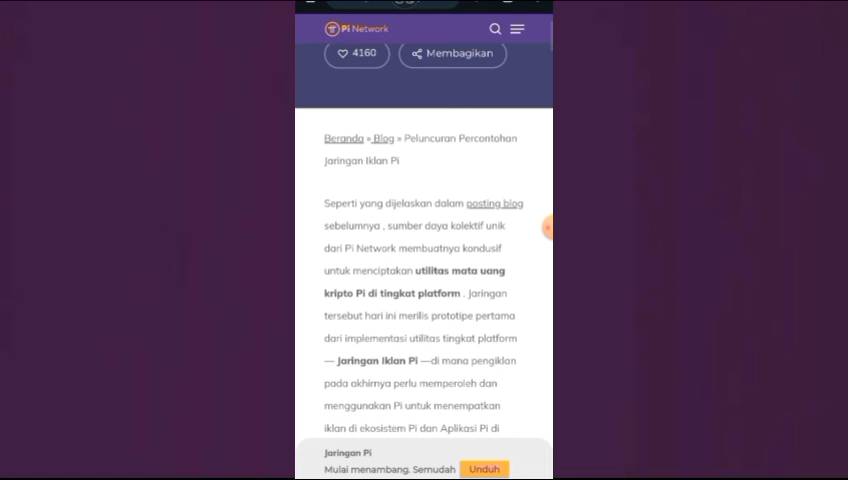 Pi Network
4160
Membagikan
Beranda » Blog » Peluncuran Percontohan
Jaringan Iklan Pi
Seperti yang dijelaskan dalam posting blog
sebelumnya , sumber daya kolektif unik
dari Pi Network membuatnya kondusif
untuk menciptakan utilitas mata uang
kripto Pi di tingkat platform . Jaringan
tersebut hari ini merilis prototipe pertama
dari implementasi utilitas tingkat platform
— Jaringan Iklan Pi —di mana pengiklan
pada akhirnya perlu memperoleh dan
menggunakan Pi untuk menempatkan
iklan di ekosistem Pi dan Aplikasi Pi di
Jaringan Pi
Mulai menambang. Semudah
Unduh